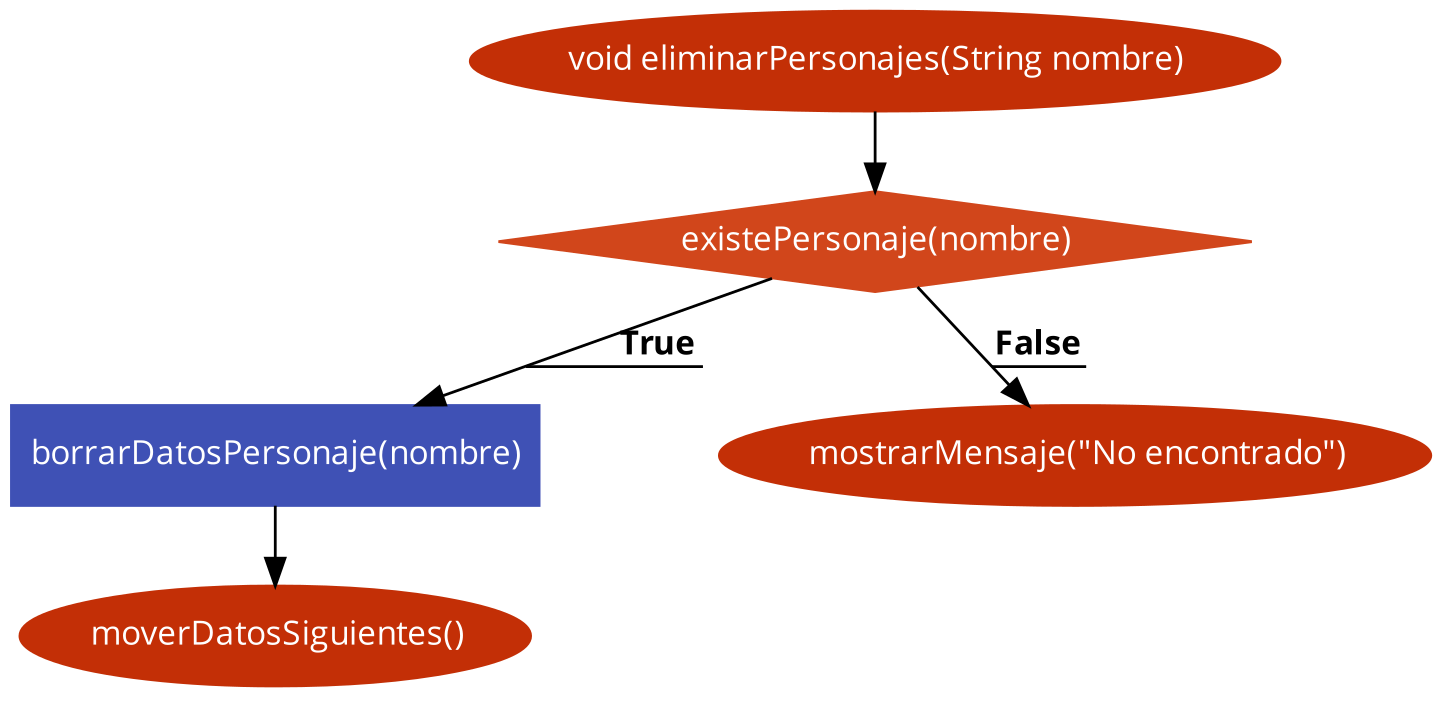 void eliminarPersonajes(String nombre)
existePersonaje(nombre)
True
False
borrarDatosPersonaje(nombre)
mostrarMensaje("No encontrado")
moverDatosSiguientes()